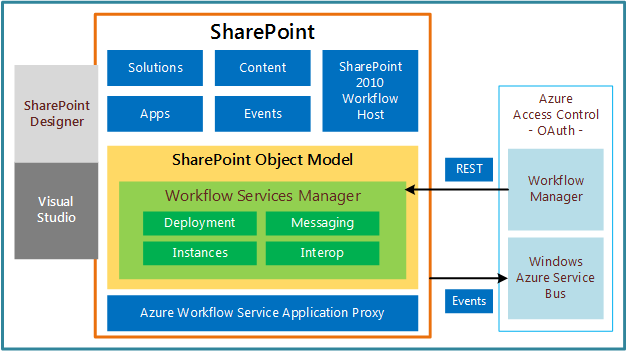 SharePoint
Solutions
Content
SharePoint
2010
Workflow
Host
Apps
Events
SharePoint
Designer
Visual
Studio
SharePoint Object Model
Workflow Services Manager
Deployment
Messaging
Instances
Interop
Azure Workflow Service Application Proxy
REST
Events
Azure
Access Control
- OAuth -
Workflow
Manager
Windows
Azure Service
Bus